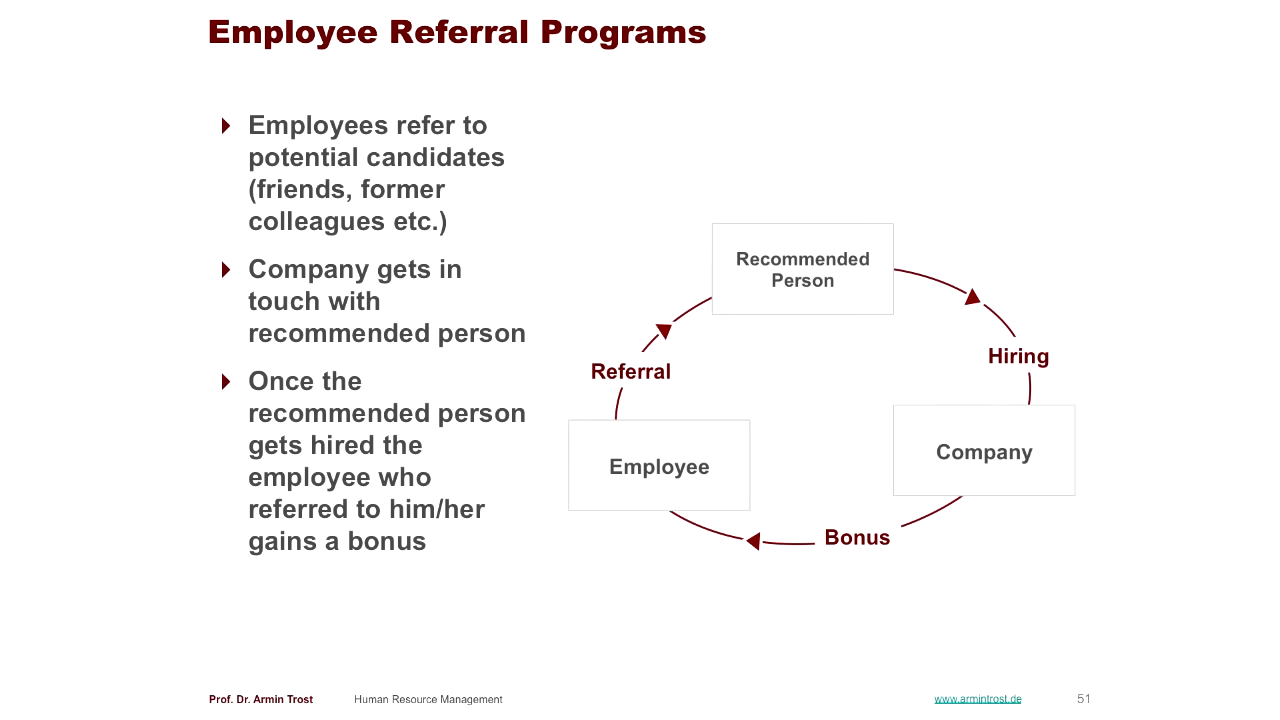 Employee Referral Programs
Employees refer to
potential candidates
(friends, former
colleagues etc.)
Company gets in
touch with
recommended person
Once the
recommended person
gets hired the
employee who
referred to him/her
gains a bonus
Recommended
Person
Hiring
Referral
Company
Employee
Bonus
Prof. Dr. Armin Trost
Human Resource Management
www.armintrost.de
51